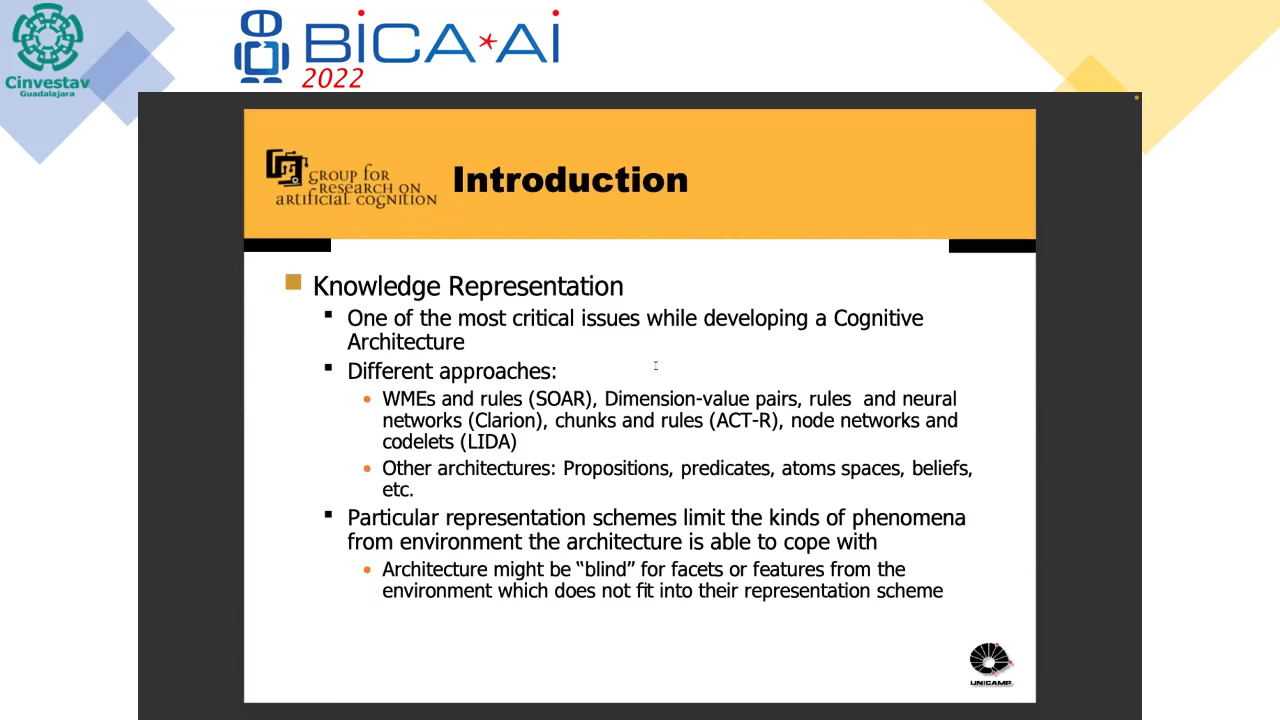 Cinvestav
Guadalajara
BiCA*Ai
2022
GROUP FOR
RESEARCH ON
ARTIFICIAL COGNITION
Introduction
Knowledge Representation
One of the most critical issues while developing a Cognitive
Architecture
Different approaches:
WMEs and rules (SOAR), Dimension-value pairs, rules and neural
networks (Clarion), chunks and rules (ACT-R), node networks and
codelets (LIDA)
Other architectures: Propositions, predicates, atoms spaces, beliefs,
etc.
Particular representation schemes limit the kinds of phenomena
from environment the architecture is able to cope with
Architecture might be “blind” for facets or features from the
environment which does not fit into their representation scheme
UNICAMP